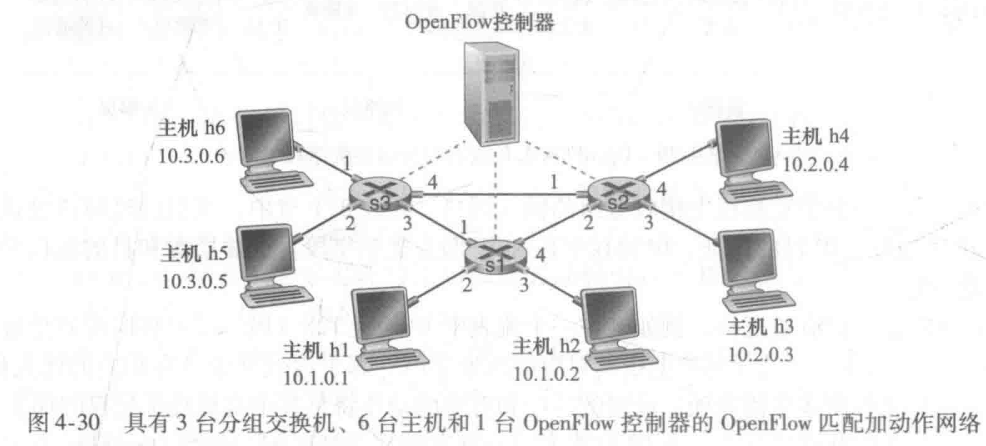 OpenFlow控制器
主机 h6
10.3.0.6
主机 h4
10.2.0.4
1
4
1
4
s3
s2
2
3
2
3
主机 h5
10.3.0.5
1
4
s1
2
3
主机 h3
10.2.0.3
主机 h1
10.1.0.1
主机 h2
10.1.0.2
图 4-30 具有 3 台分组交换机、6 台主机和 1 台 OpenFlow 控制器的 OpenFlow 匹配加动作网络